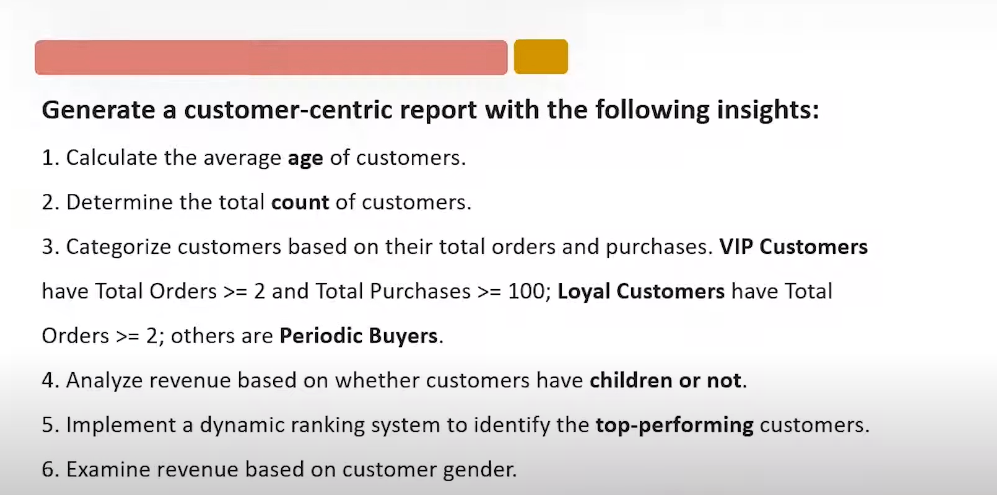 Generate a customer-centric report with the following insights:
1. Calculate the average age of customers.
2. Determine the total count of customers.
3. Categorize customers based on their total orders and purchases. VIP Customers
have Total Orders >= 2 and Total Purchases >= 100; Loyal Customers have Total
Orders >= 2; others are Periodic Buyers.
4. Analyze revenue based on whether customers have children or not.
5. Implement a dynamic ranking system to identify the top-performing customers.
6. Examine revenue based on customer gender.